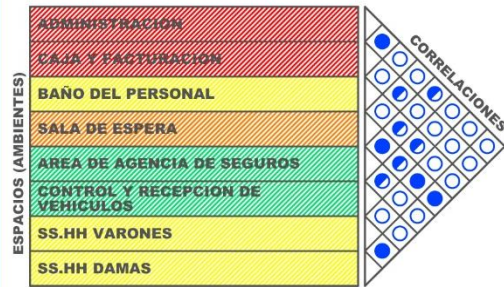 ADMINISTRACION
CAJA Y FACTURACION
BAÑO DEL PERSONAL
SALA DE ESPERA
AREA DE AGENCIA DE SEGUROS
CONTROL Y RECEPCION DE
VEHICULOS
SS.HH VARONES
SS.HH DAMAS
ESPACIOS (AMBIENTES)
CORRELACIONES